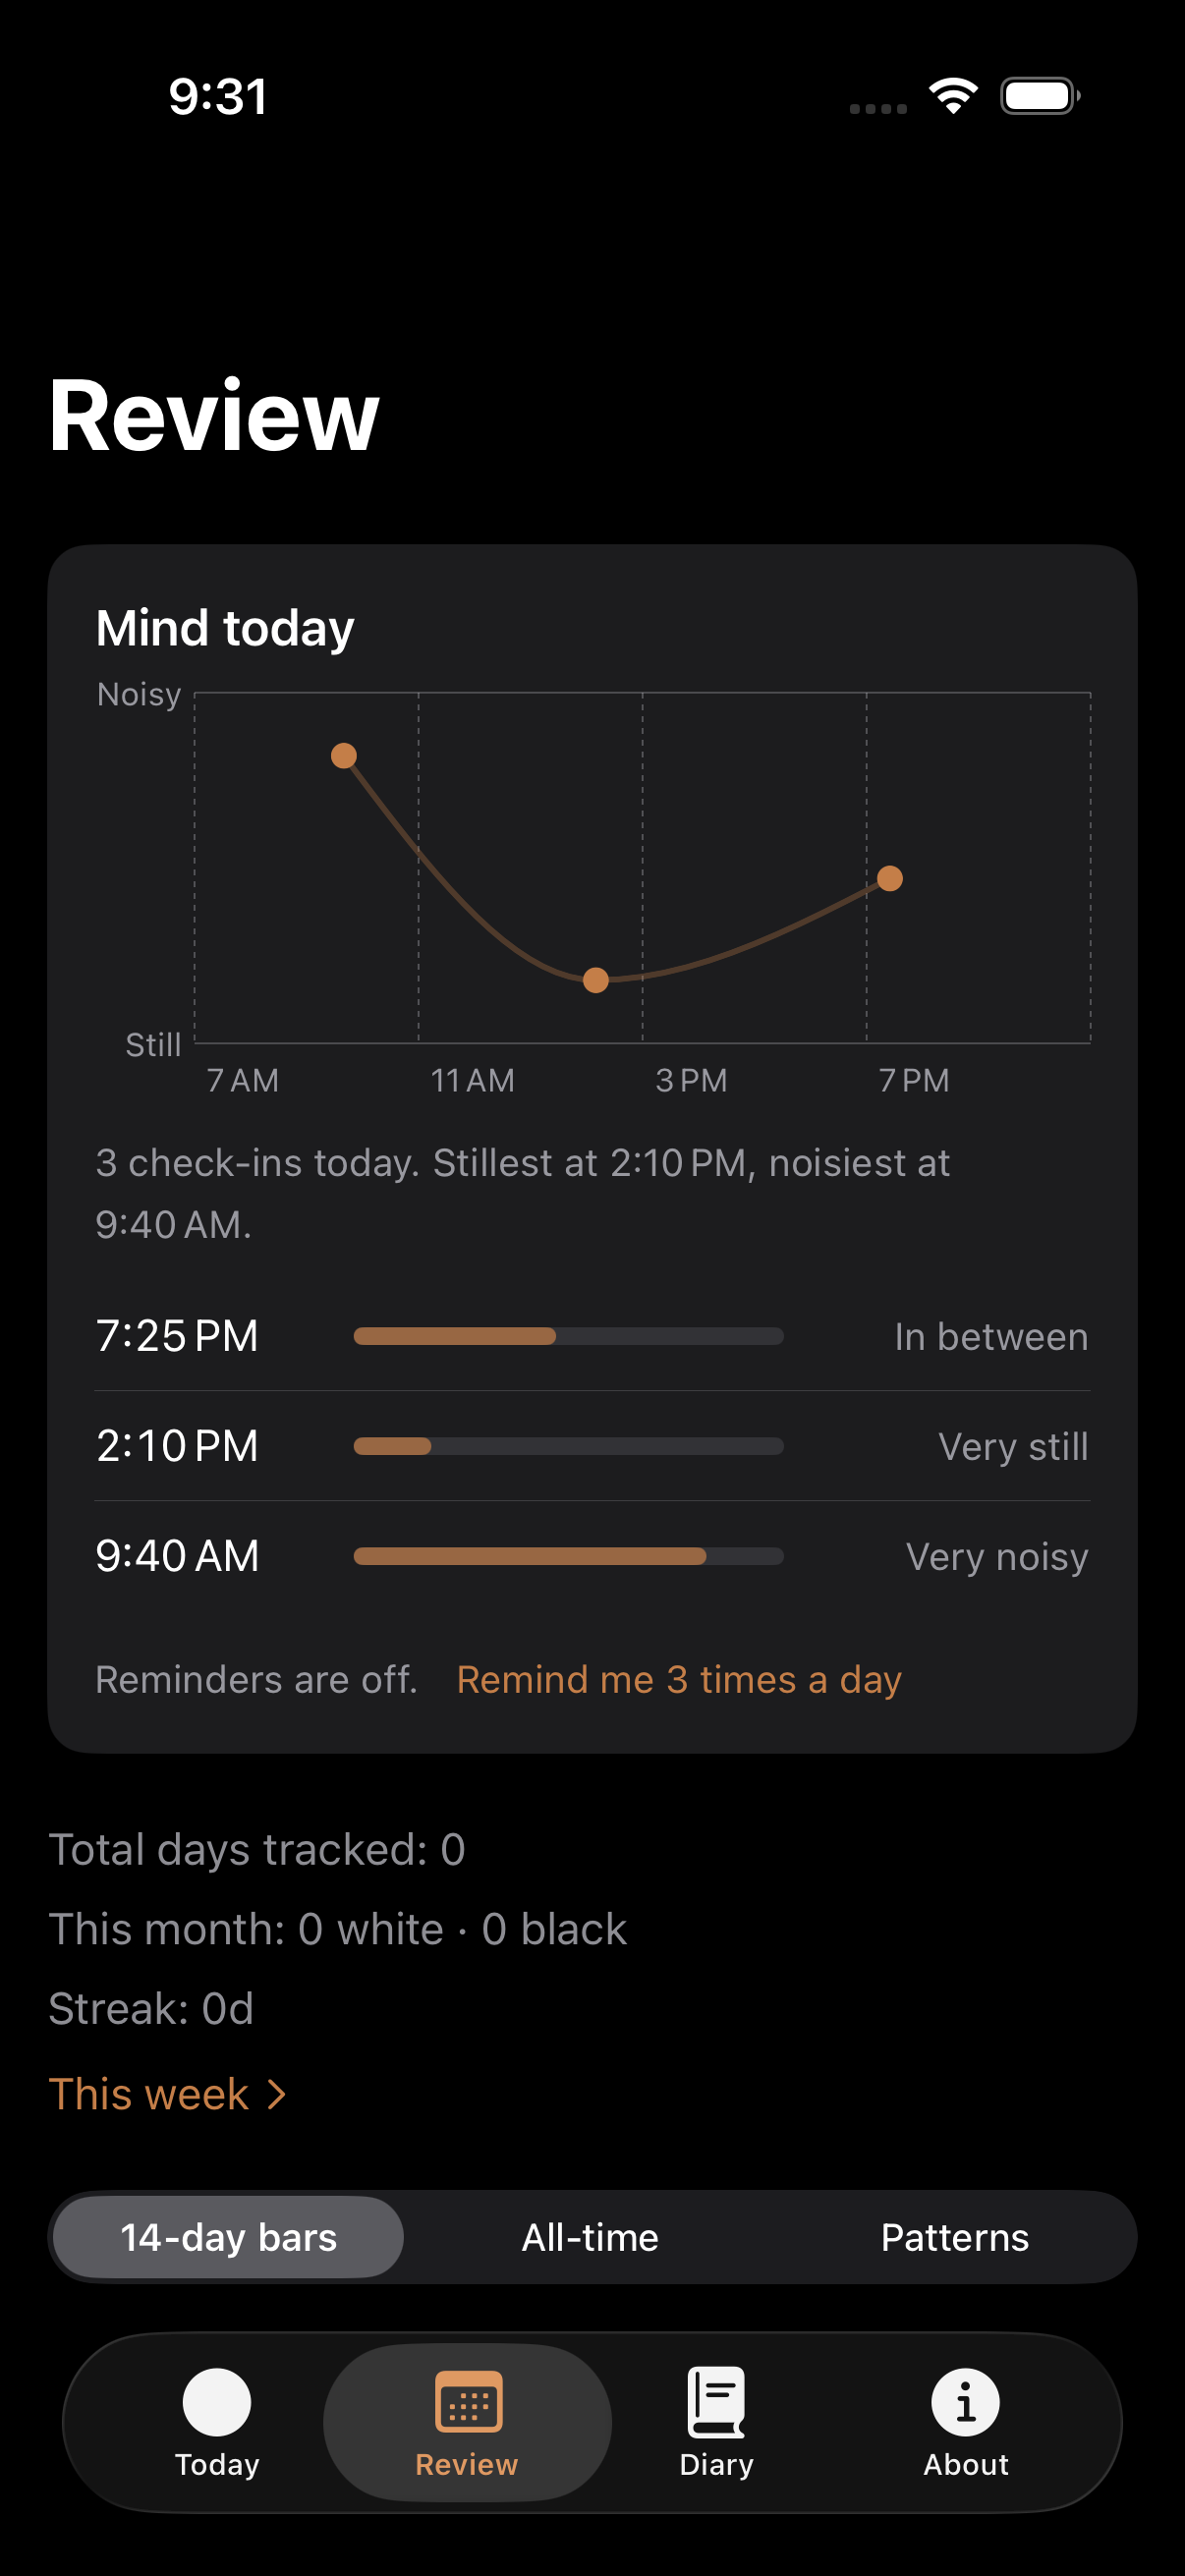 9:31
Review
Mind today
Noisy
Still
7 AM 11 AM 3 PM 7 PM
3 check-ins today. Stillest at 2:10 PM, noisiest at
9:40 AM.
7:25 PM In between
2:10 PM Very still
9:40 AM Very noisy
Reminders are off. Remind me 3 times a day
Total days tracked: 0
This month: 0 white · 0 black
Streak: 0d
This week >
14-day bars All-time Patterns
Today Review Diary About